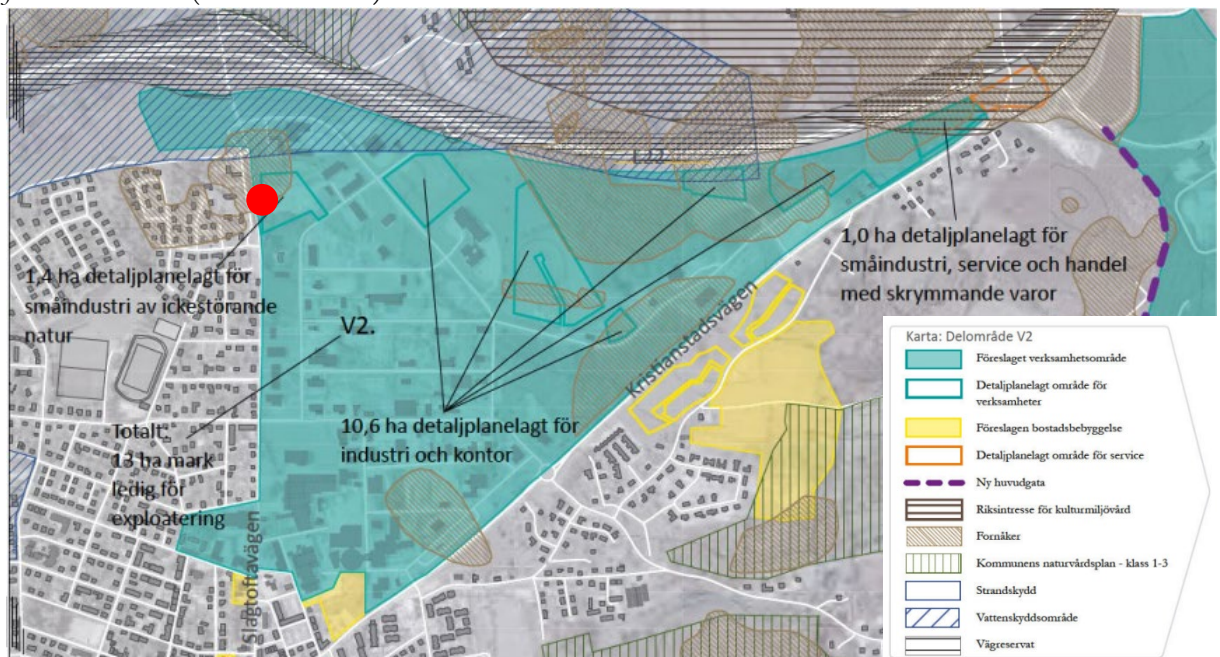 L23
1,4 ha detaljplanelagt för
småindustri av ickestörande
natur
V2.
1,0 ha detaljplanelagt för
småindustri, service och handel
med skrymmande varor
Kristianstadsvägen
10,6 ha detaljplanelagt för
industri och kontor
Totalt:
13 ha mark
ledig för
exploatering
Slagtoftavägen
Karta: Delområde V2
Föreslaget verksamhetsområde
Detaljplanelagt område för
verksamheter
Föreslagen bostadsbebyggelse
Detaljplanelagt område för service
Ny huvudgata
Riksintresse för kulturmiljövård
Fornåker
Kommunens naturvårdsplan - klass 1-3
Strandskydd
Vattenskyddsområde
Vägreservat